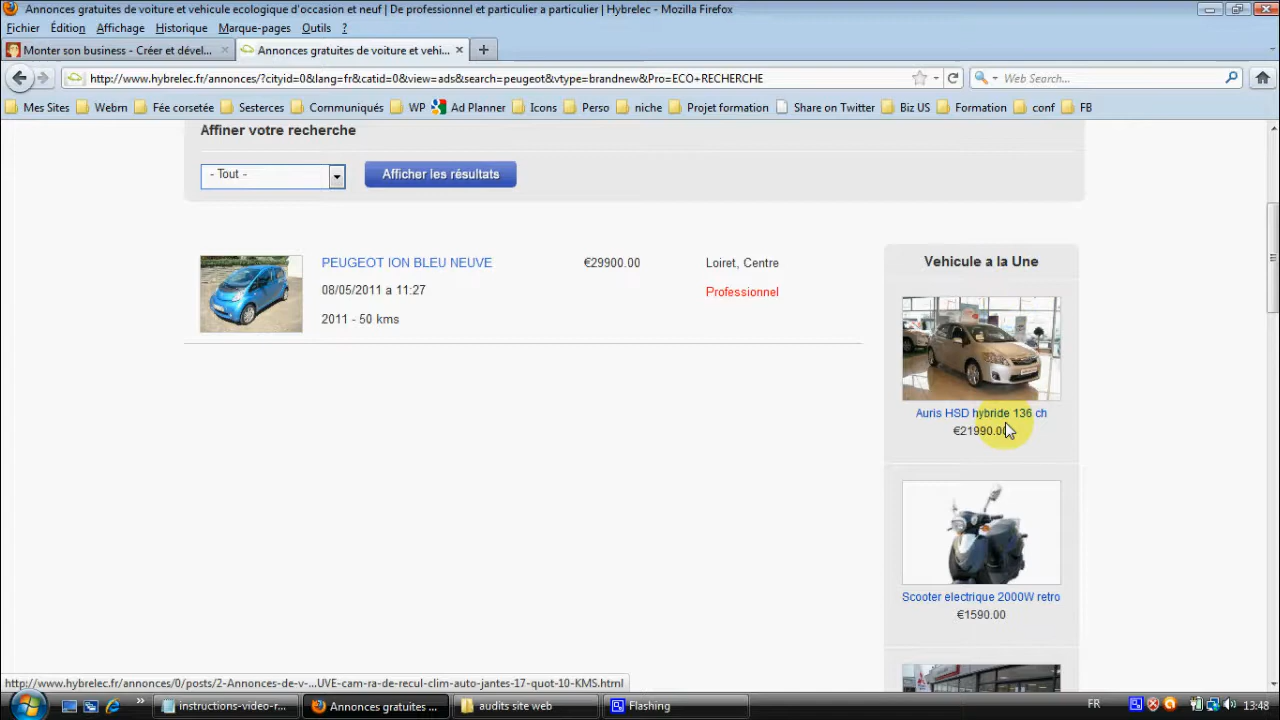 Annonces gratuites de voiture et vehicule ecologique d'occasion et neuf | De professionnel et particulier a particulier | Hybrelec - Mozilla Firefox
Fichier Édition Affichage Historique Marque-pages Outils ?
Monter son business - Créer et dével... Annonces gratuites de voiture et vehi...
http://www.hybrelec.fr/annonces/?cityid=0&lang=fr&catid=0&view=ads&search=peugeot&vtype=brandnew&Pro=ECO+RECHERCHE Web Search...
Mes Sites Webrn Fée corsetée Sesterces Communiqués WP Ad Planner Icons Perso niche Projet formation Share on Twitter Biz US Formation conf FB
Affiner votre recherche
- Tout - Afficher les résultats
PEUGEOT ION BLEU NEUVE €29900.00 Loiret, Centre
08/05/2011 a 11:27 Professionnel
2011 - 50 kms
Vehicule a la Une
Auris HSD hybride 136 ch
€21990.00
Scooter electrique 2000W retro
€1590.00
http://www.hybrelec.fr/annonces/0/posts/2-Annonces-de-v-...UVE-cam-ra-de-recul-clim-auto-jantes-17-quot-10-KMS.html
instructions-video-r... Annonces gratuites ... audits site web Flashing FR 13:48